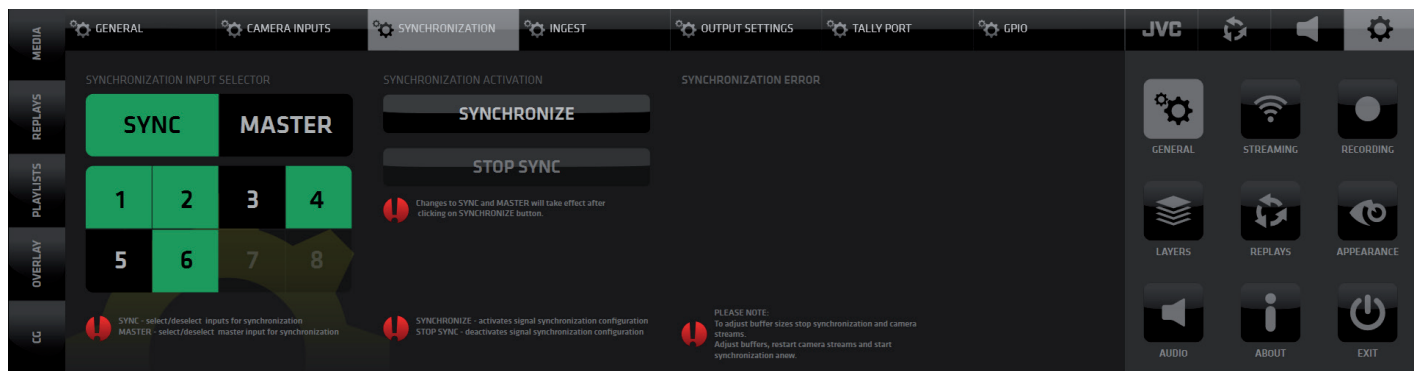 MEDIA
REPLAYS
PLAYLISTS
OVERLAY
CG
GENERAL
CAMERA INPUTS
SYNCHRONIZATION
INGEST
OUTPUT SETTINGS
TALLY PORT
GPIO
JVC
SYNCHRONIZATION INPUT SELECTOR
SYNC
MASTER
1 2 3 4
5 6 7 8
SYNC - select/deselect inputs for synchronization
MASTER - select/deselect master input for synchronization
SYNCHRONIZATION ACTIVATION
SYNCHRONIZE
STOP SYNC
Changes to SYNC and MASTER will take effect after
clicking on SYNCHRONIZE button.
SYNCHRONIZE - activates signal synchronization configuration
STOP SYNC - deactivates signal synchronization configuration
SYNCHRONIZATION ERROR
PLEASE NOTE:
To adjust buffer sizes stop synchronization and camera
streams.
Adjust buffers, restart camera streams and start
synchronization anew.
GENERAL
STREAMING
RECORDING
LAYERS
REPLAYS
APPEARANCE
AUDIO
ABOUT
EXIT